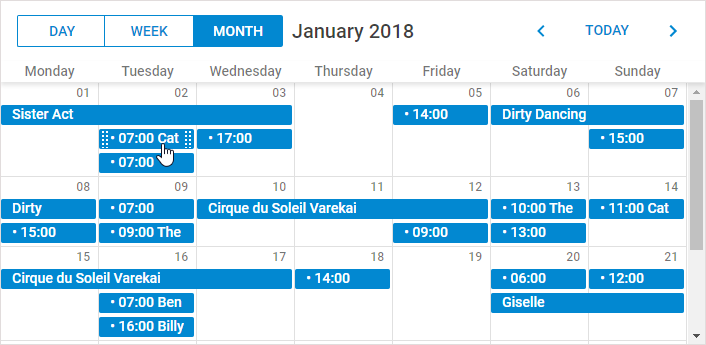 DAY WEEK MONTH January 2018 TODAY
Monday Tuesday Wednesday Thursday Friday Saturday Sunday
01 02 03 04 05 06 07
Sister Act • 14:00 Dirty Dancing
• 07:00 Cat • 17:00 • 15:00
• 07:00
08 09 10 11 12 13 14
Dirty • 07:00 Cirque du Soleil Varekai • 10:00 The • 11:00 Cat
• 15:00 • 09:00 The • 09:00 • 13:00
15 16 17 18 19 20 21
Cirque du Soleil Varekai • 14:00 • 06:00 • 12:00
• 07:00 Ben Giselle
• 16:00 Billy